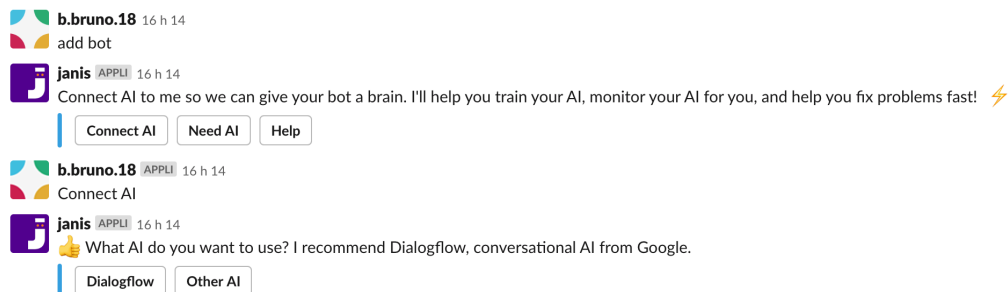 b.bruno.18 16 h 14
add bot
janis APPLI 16 h 14
Connect AI to me so we can give your bot a brain. I'll help you train your AI, monitor your AI for you, and help you fix problems fast! ⚡
Connect AI Need AI Help
b.bruno.18 APPLI 16 h 14
Connect AI
janis APPLI 16 h 14
👍 What AI do you want to use? I recommend Dialogflow, conversational AI from Google.
Dialogflow Other AI